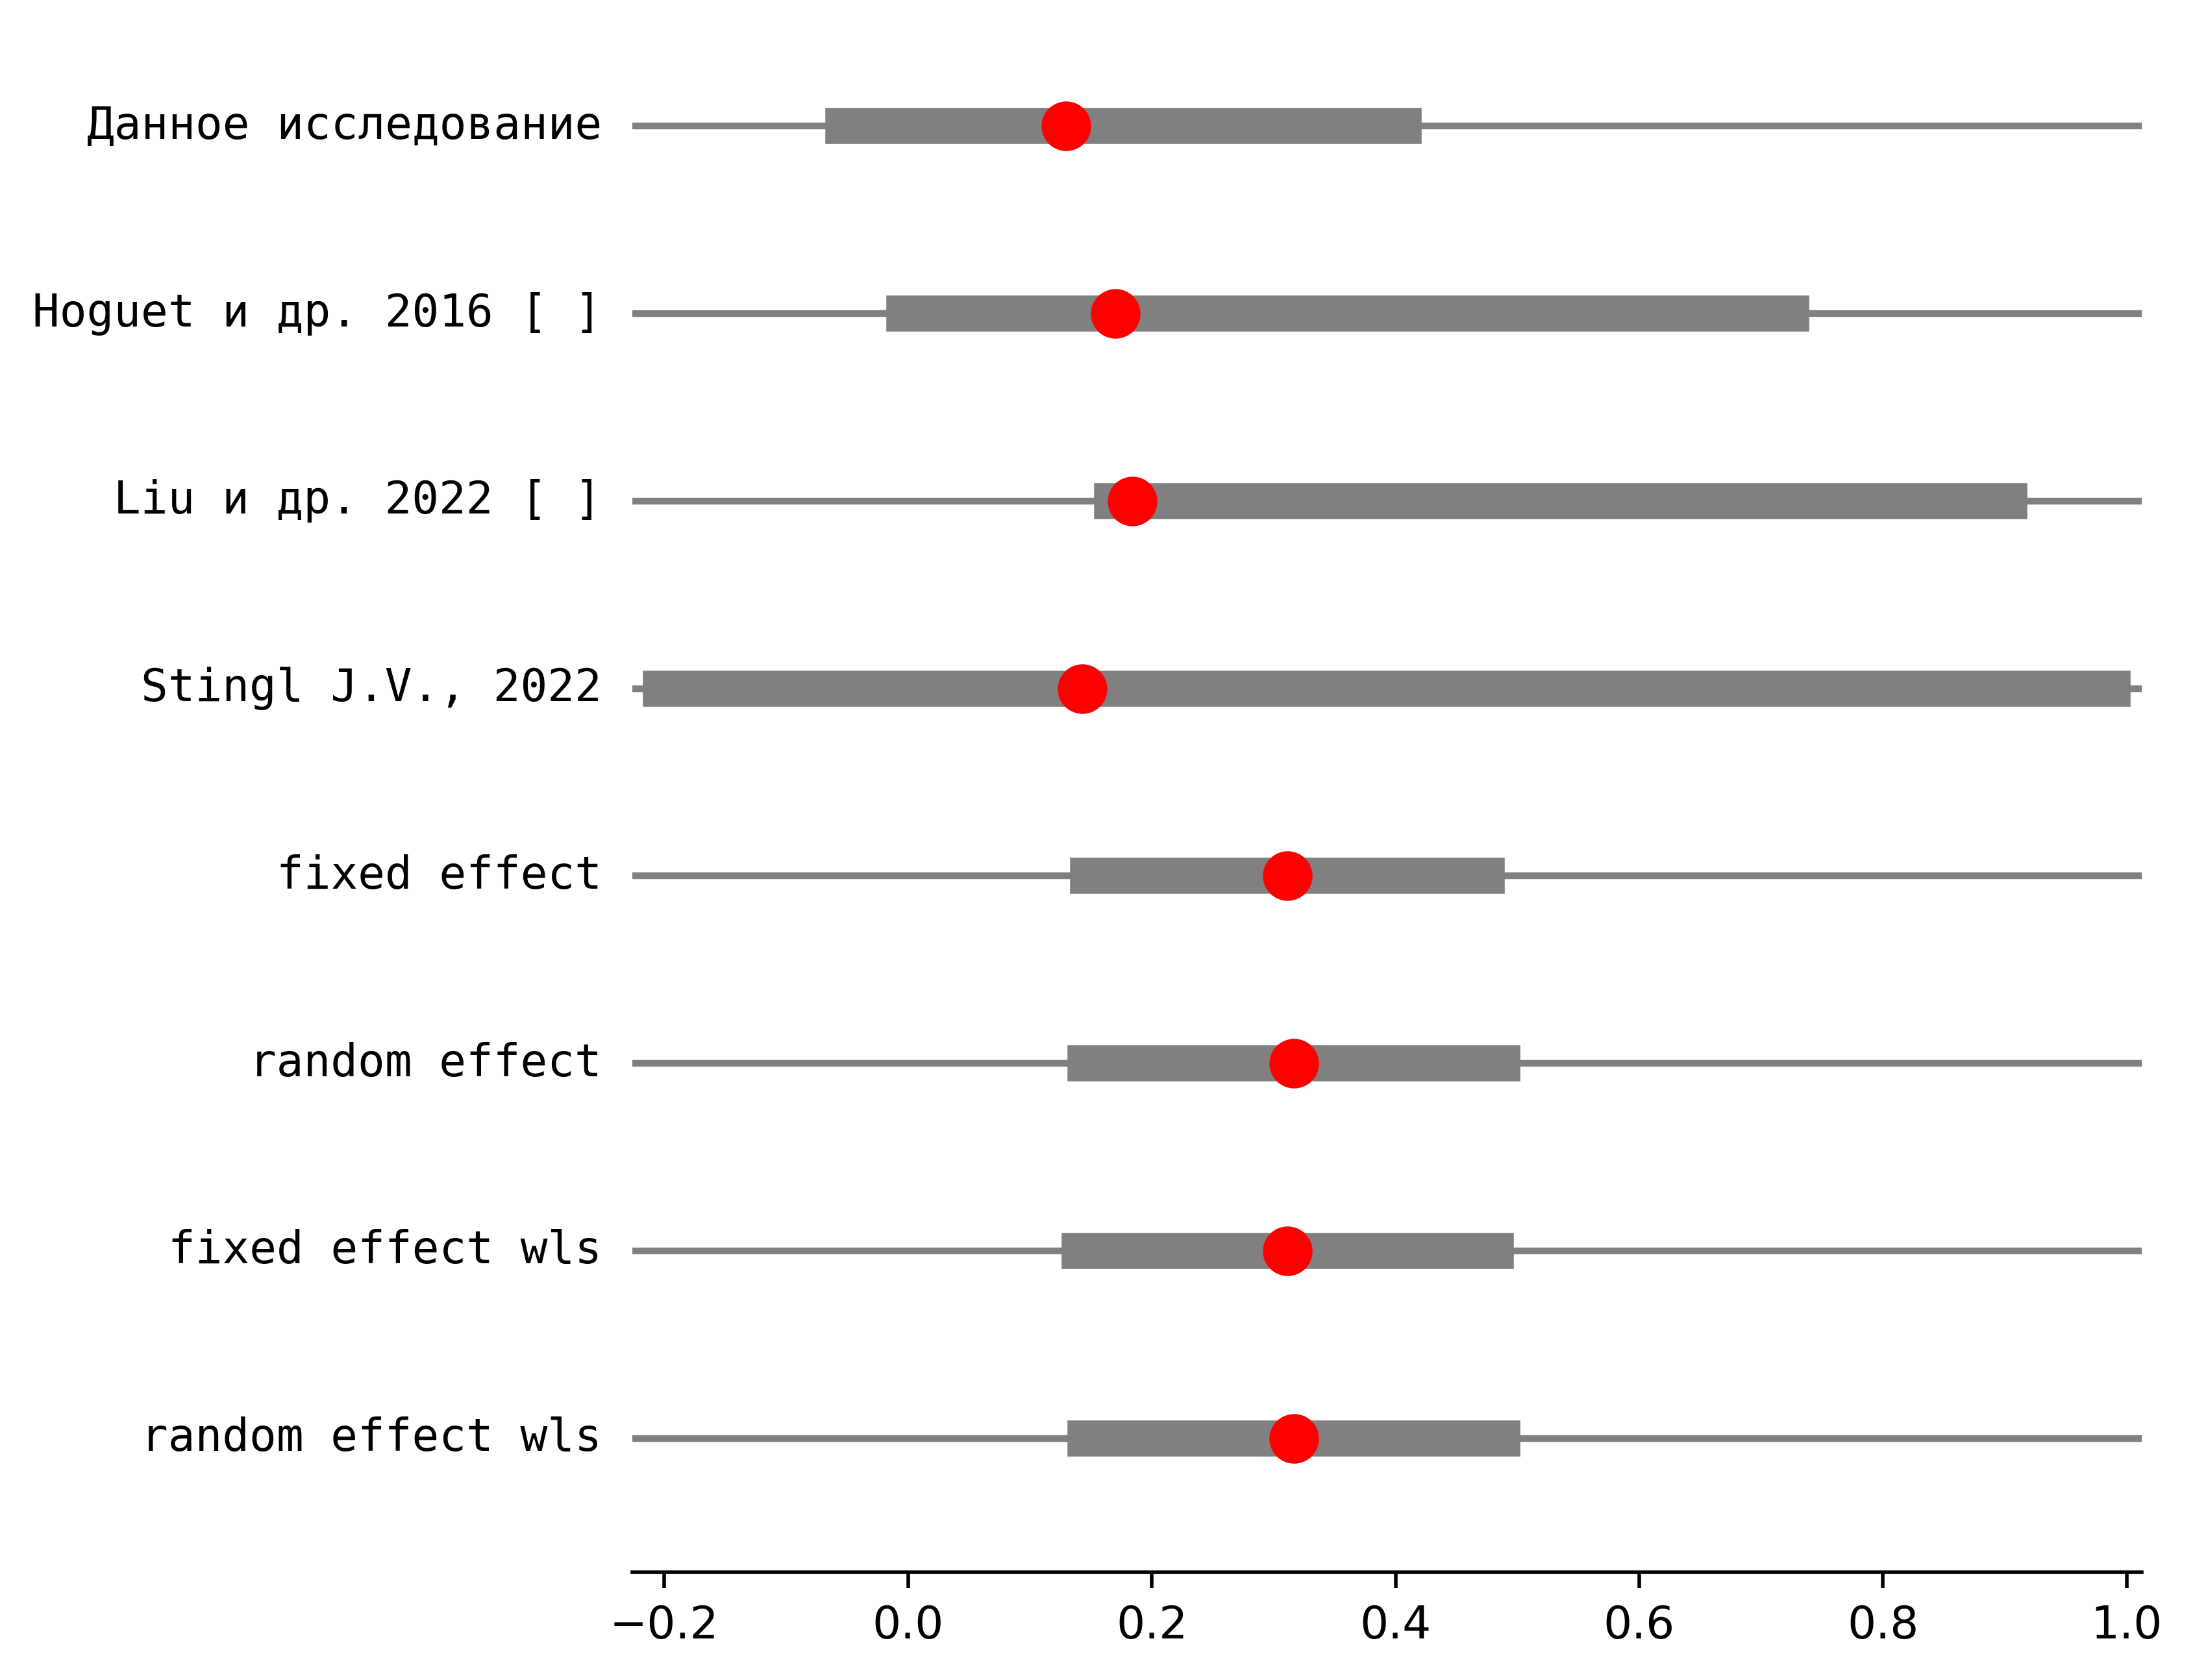 Данное исследование
Hoguet и др. 2016 [ ]
Liu и др. 2022 [ ]
Stingl J.V., 2022
fixed effect
random effect
fixed effect wls
random effect wls
−0.2 0.0 0.2 0.4 0.6 0.8 1.0